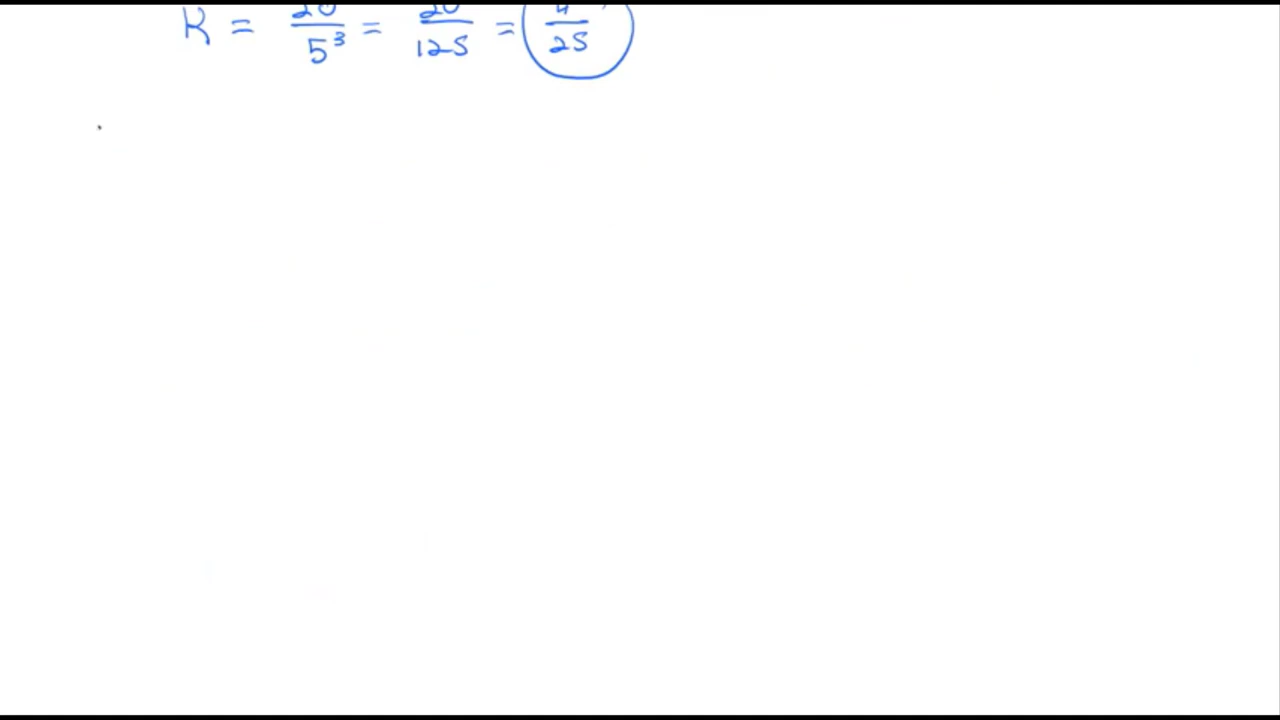 K = 20/5³ = 20/125 = 4/25